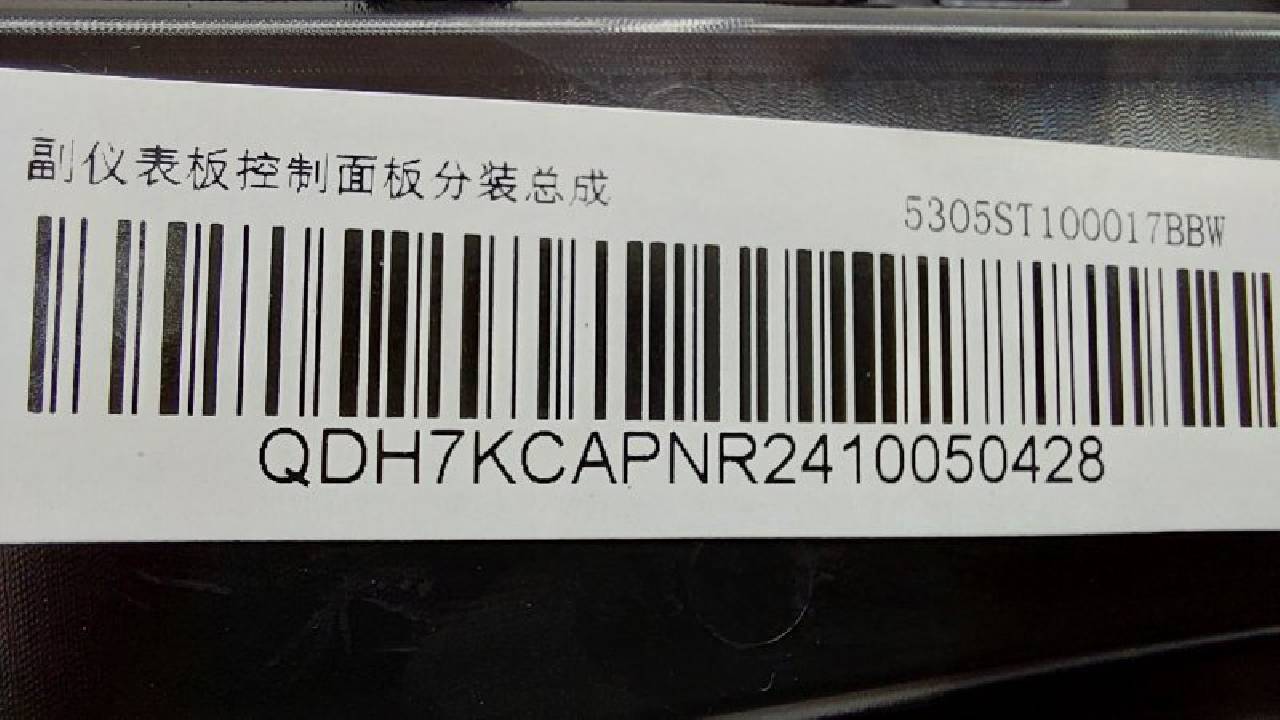 副仪表板控制面板分装总成
5305ST100017BBW
QDH7KCAPNR2410050428